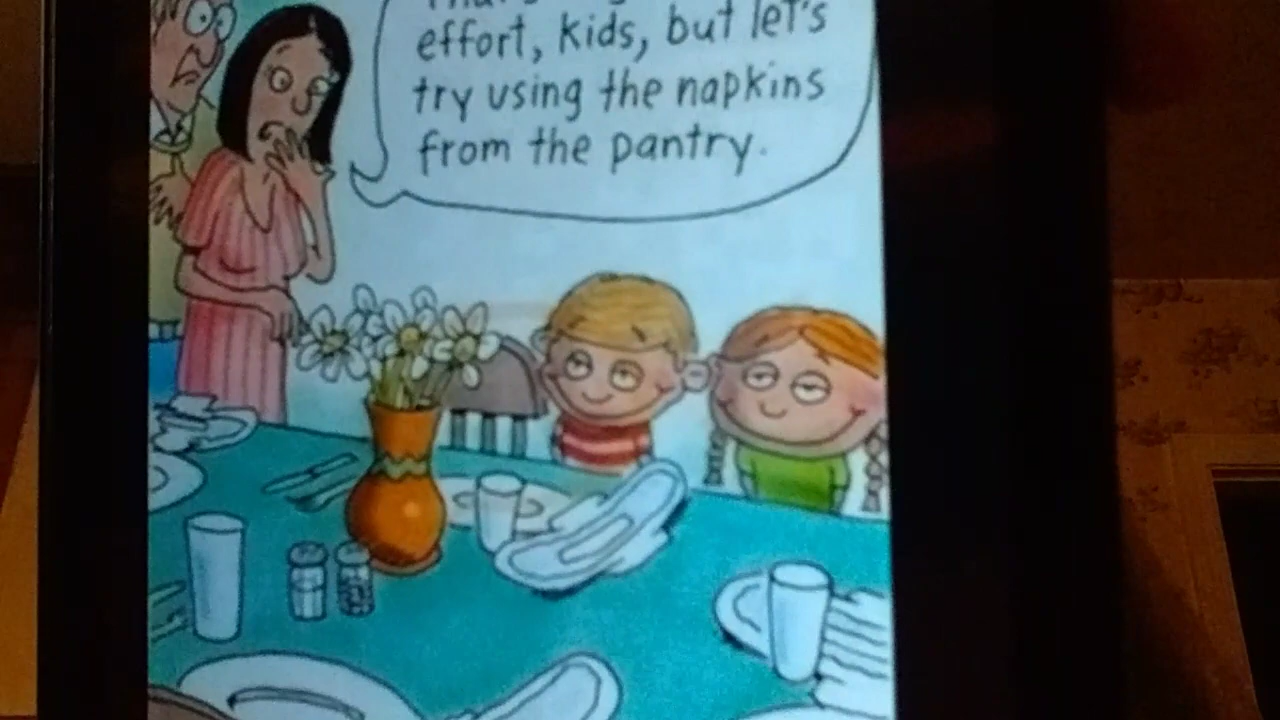 effort, kids, but let's
try using the napkins
from the pantry.